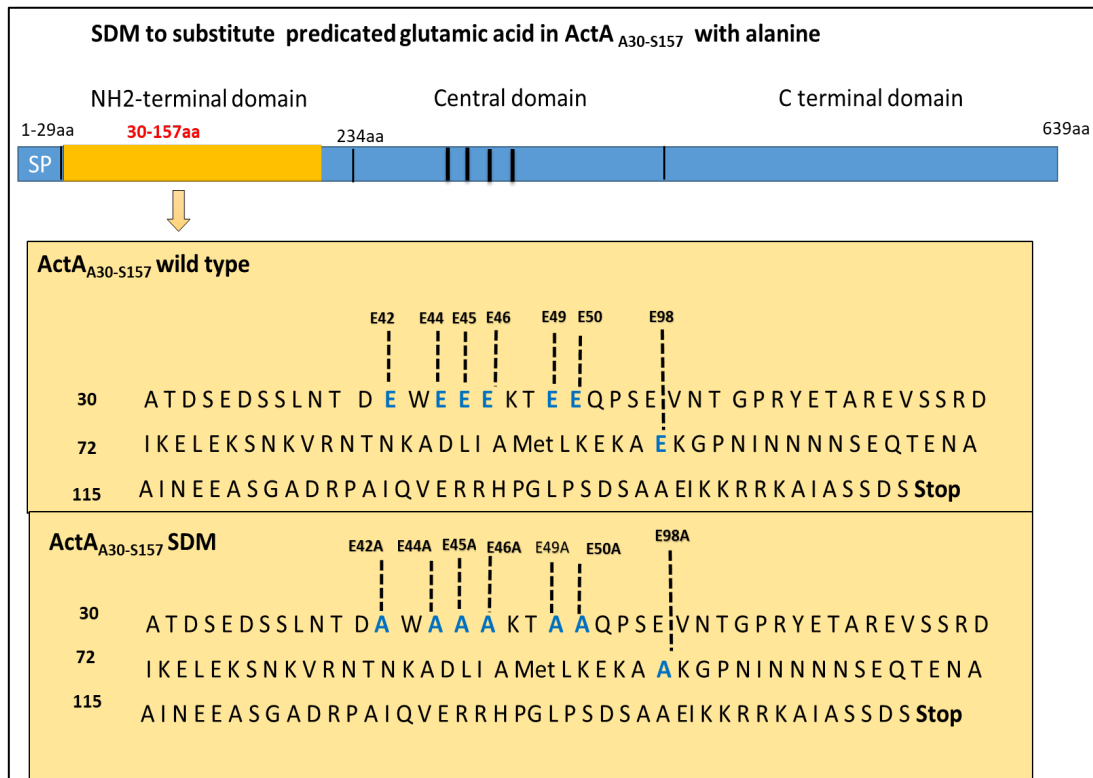 SDM to substitute predicated glutamic acid in ActA A30-S157 with alanine
NH2-terminal domain Central domain C terminal domain
1-29aa 30-157aa 234aa 639aa
SP
ActA A30-S157 wild type
E42 E44 E45 E46 E49 E50 E98
30 A T D S E D S S L N T D E W E E E K T E E Q P S E V N T G P R Y E T A R E V S S R D
72 I K E L E K S N K V R N T N K A D L I A Met L K E K A E K G P N I N N N N S E Q T E N A
115 A I N E E A S G A D R P A I Q V E R R H P G L P S D S A A E I K K R R K A I A S S D S Stop
ActA A30-S157 SDM
E42A E44A E45A E46A E49A E50A E98A
30 A T D S E D S S L N T D A W A A A K T A A Q P S E V N T G P R Y E T A R E V S S R D
72 I K E L E K S N K V R N T N K A D L I A Met L K E K A A K G P N I N N N N S E Q T E N A
115 A I N E E A S G A D R P A I Q V E R R H P G L P S D S A A E I K K R R K A I A S S D S Stop